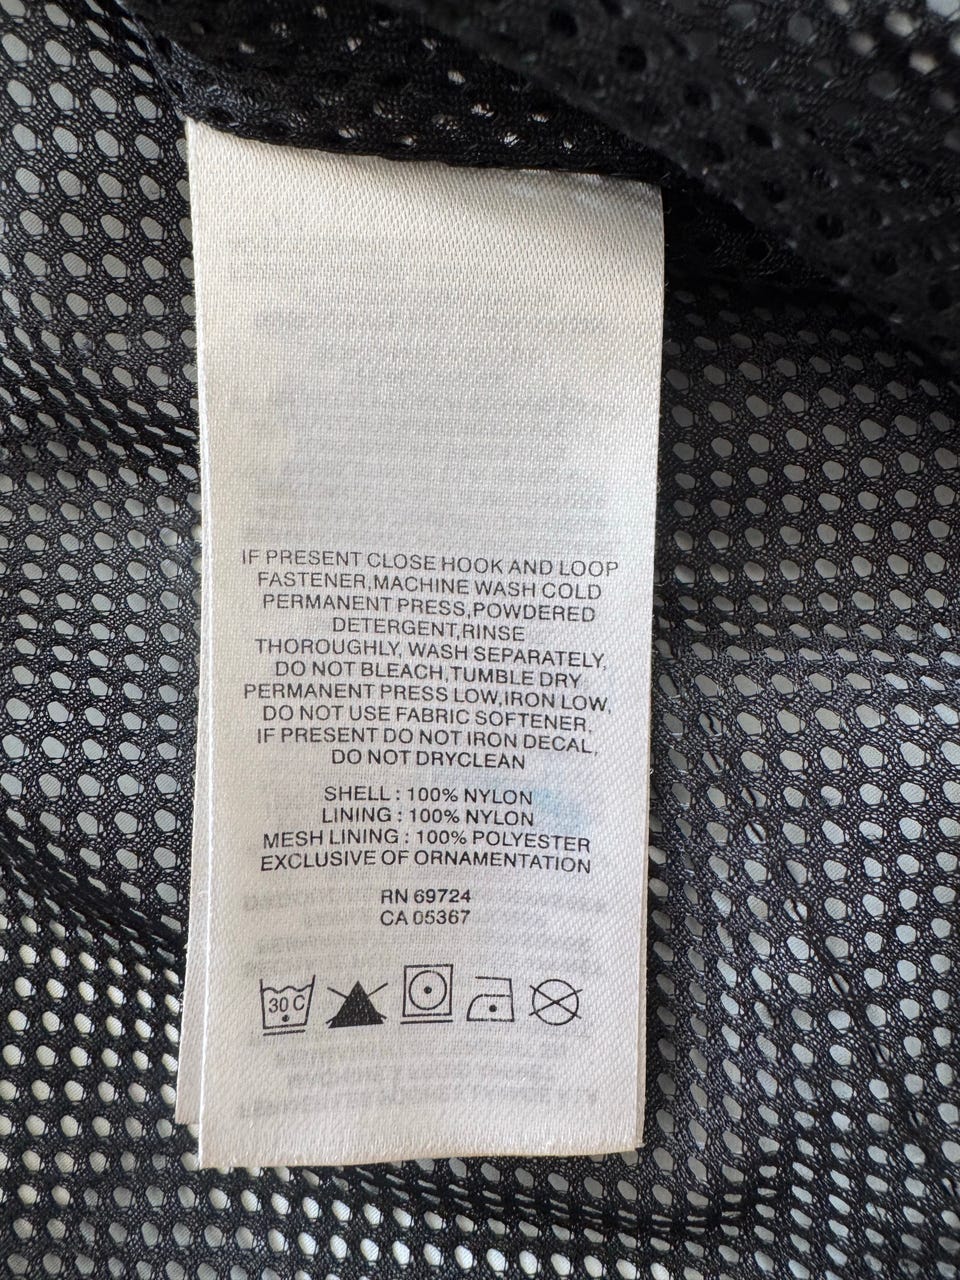 IF PRESENT CLOSE HOOK AND LOOP
FASTENER,MACHINE WASH COLD
PERMANENT PRESS,POWDERED
DETERGENT,RINSE
THOROUGHLY, WASH SEPARATELY,
DO NOT BLEACH,TUMBLE DRY
PERMANENT PRESS LOW,IRON LOW,
DO NOT USE FABRIC SOFTENER,
IF PRESENT DO NOT IRON DECAL,
DO NOT DRYCLEAN
SHELL : 100% NYLON
LINING : 100% NYLON
MESH LINING : 100% POLYESTER
EXCLUSIVE OF ORNAMENTATION
RN 69724
CA 05367
30 C